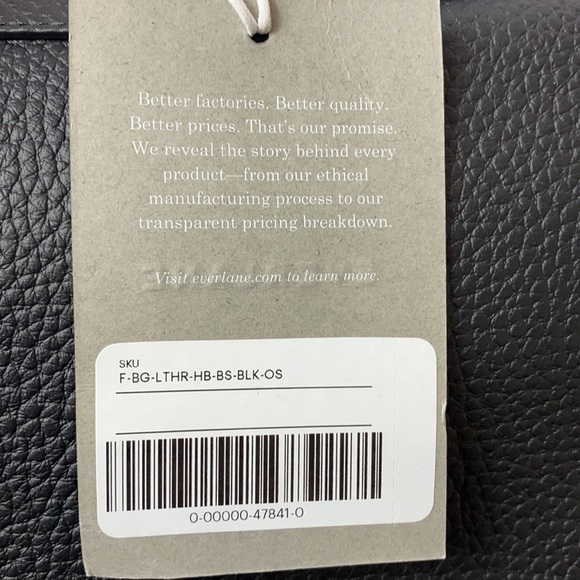 Better factories. Better quality.
Better prices. That's our promise.
We reveal the story behind every
product—from our ethical
manufacturing process to our
transparent pricing breakdown.
Visit everlane.com to learn more.
SKU
F-BG-LTHR-HB-BS-BLK-OS
0-00000-47841-0